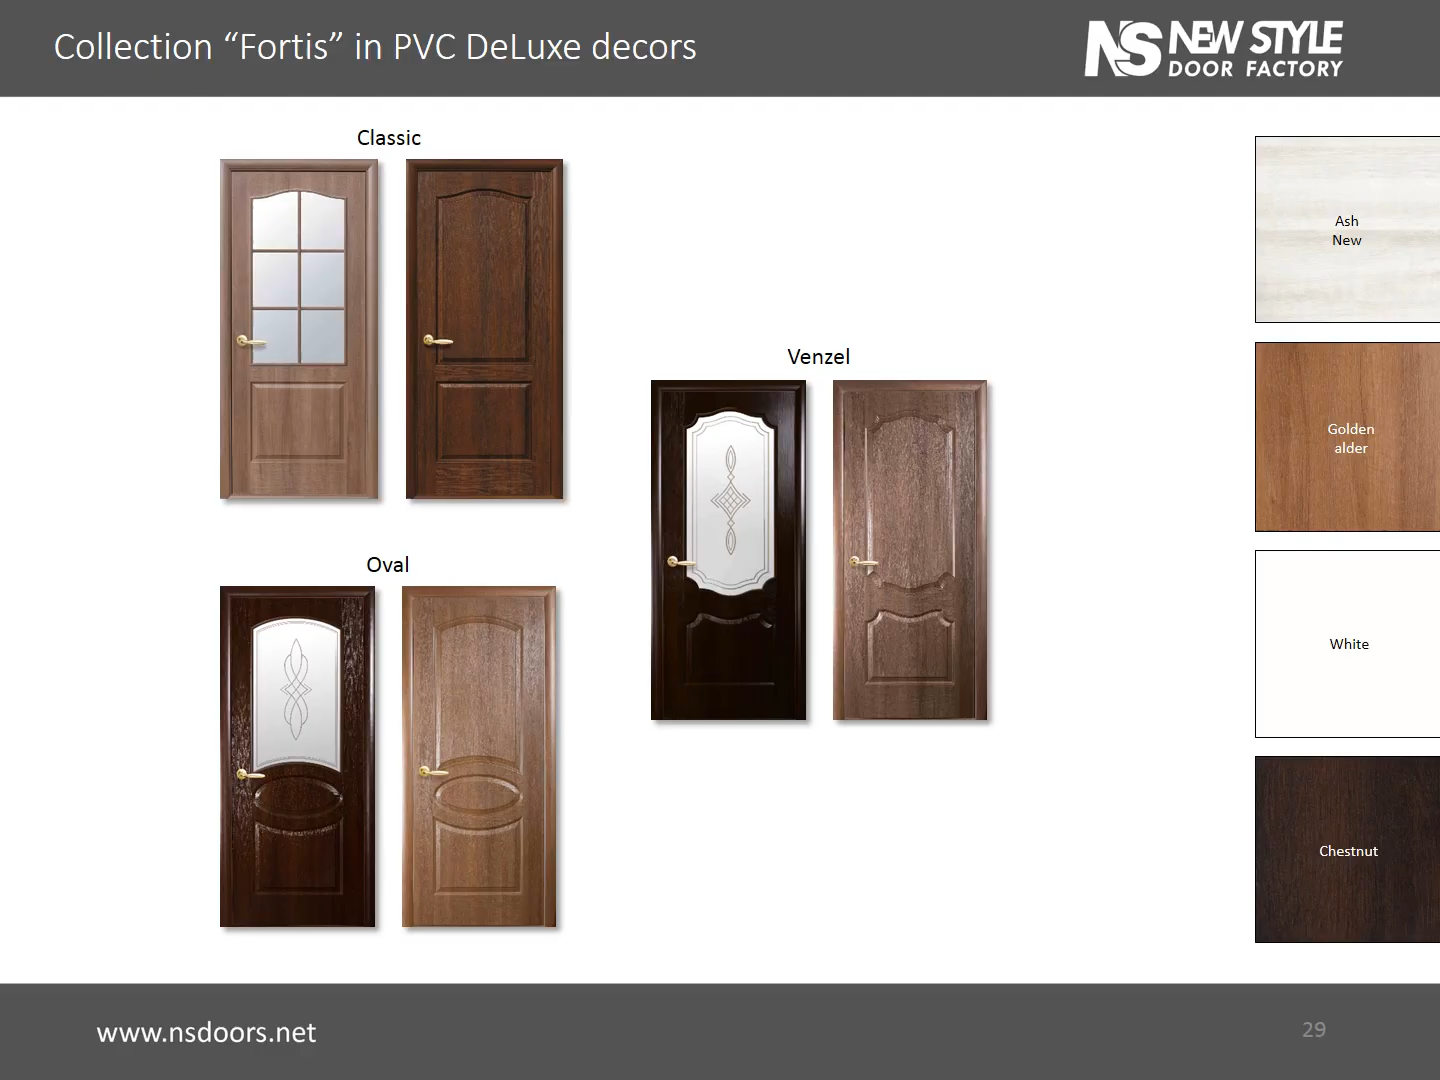 Collection “Fortis” in PVC DeLuxe decors
NS NEW STYLE
DOOR FACTORY
Classic
Venzel
Oval
Ash
New
Golden
alder
White
Chestnut
www.nsdoors.net
29